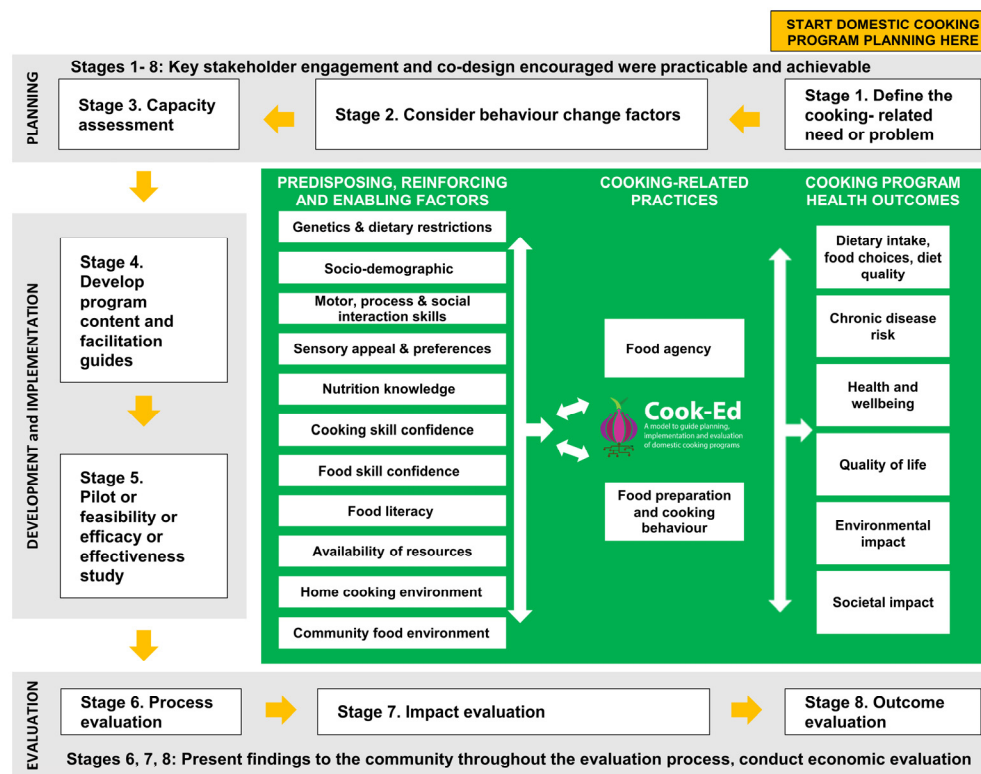 START DOMESTIC COOKING
PROGRAM PLANNING HERE
PLANNING
Stages 1- 8: Key stakeholder engagement and co-design encouraged were practicable and achievable
Stage 3. Capacity
assessment
Stage 2. Consider behaviour change factors
Stage 1. Define the
cooking- related
need or problem
DEVELOPMENT and IMPLEMENTATION
Stage 4.
Develop
program
content and
facilitation
guides
Stage 5.
Pilot or
feasibility or
efficacy or
effectiveness
study
PREDISPOSING, REINFORCING
AND ENABLING FACTORS
Genetics & dietary restrictions
Socio-demographic
Motor, process & social
interaction skills
Sensory appeal & preferences
Nutrition knowledge
Cooking skill confidence
Food skill confidence
Food literacy
Availability of resources
Home cooking environment
Community food environment
COOKING-RELATED
PRACTICES
Food agency
Cook-Ed
A model to guide planning,
implementation and evaluation
of domestic cooking programs
Food preparation
and cooking
behaviour
COOKING PROGRAM
HEALTH OUTCOMES
Dietary intake,
food choices, diet
quality
Chronic disease
risk
Health and
wellbeing
Quality of life
Environmental
impact
Societal impact
EVALUATION
Stage 6. Process
evaluation
Stage 7. Impact evaluation
Stage 8. Outcome
evaluation
Stages 6, 7, 8: Present findings to the community throughout the evaluation process, conduct economic evaluation